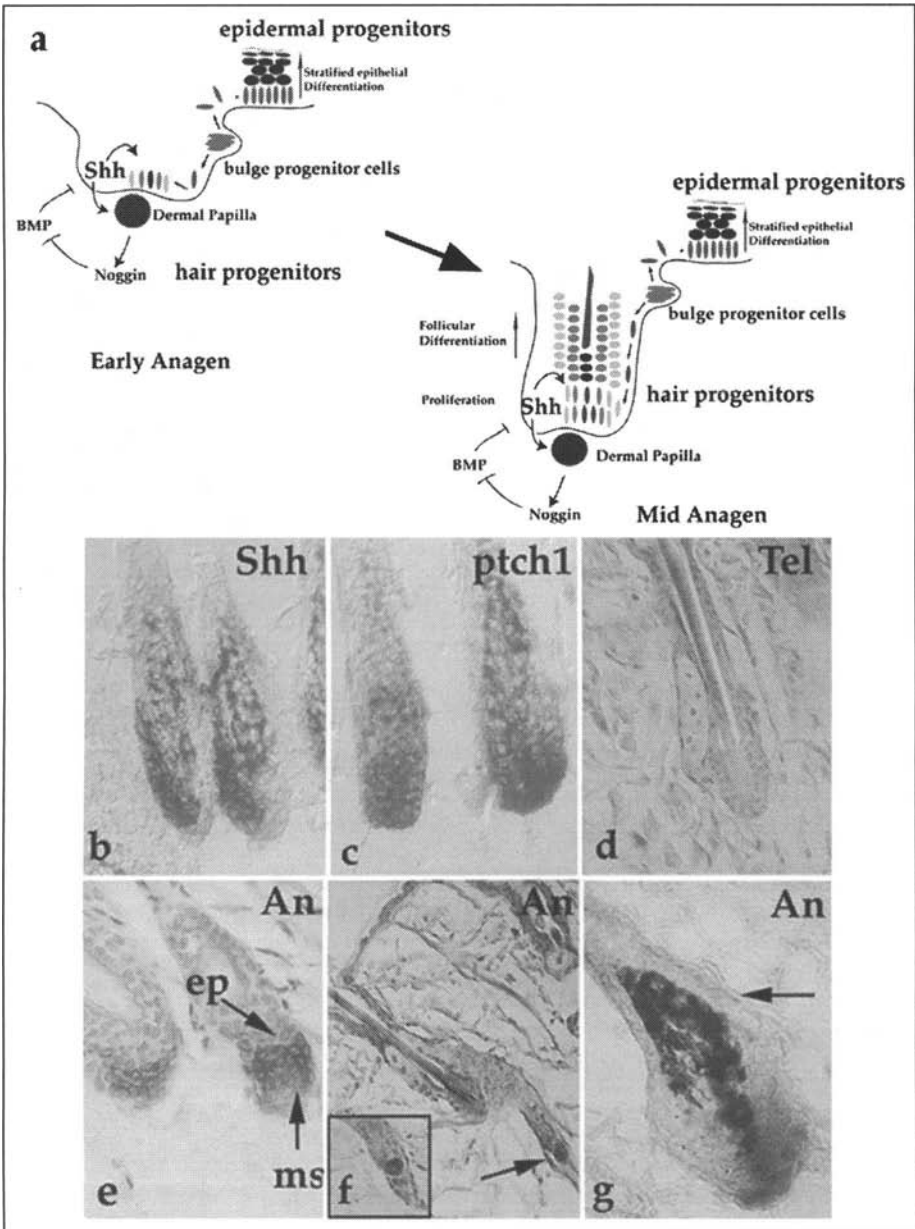 a
epidermal progenitors
Stratified epithelial
Differentiation
Shh
bulge progenitor cells
BMP
Dermal Papilla
Noggin
hair progenitors
Early Anagen
epidermal progenitors
Stratified epithelial
Differentiation
bulge progenitor cells
Follicular
Differentiation
hair progenitors
Proliferation
Shh
BMP
Dermal Papilla
Noggin
Mid Anagen
Shh
b
ptch1
c
Tel
d
An
ep
ms
e
An
f
An
g